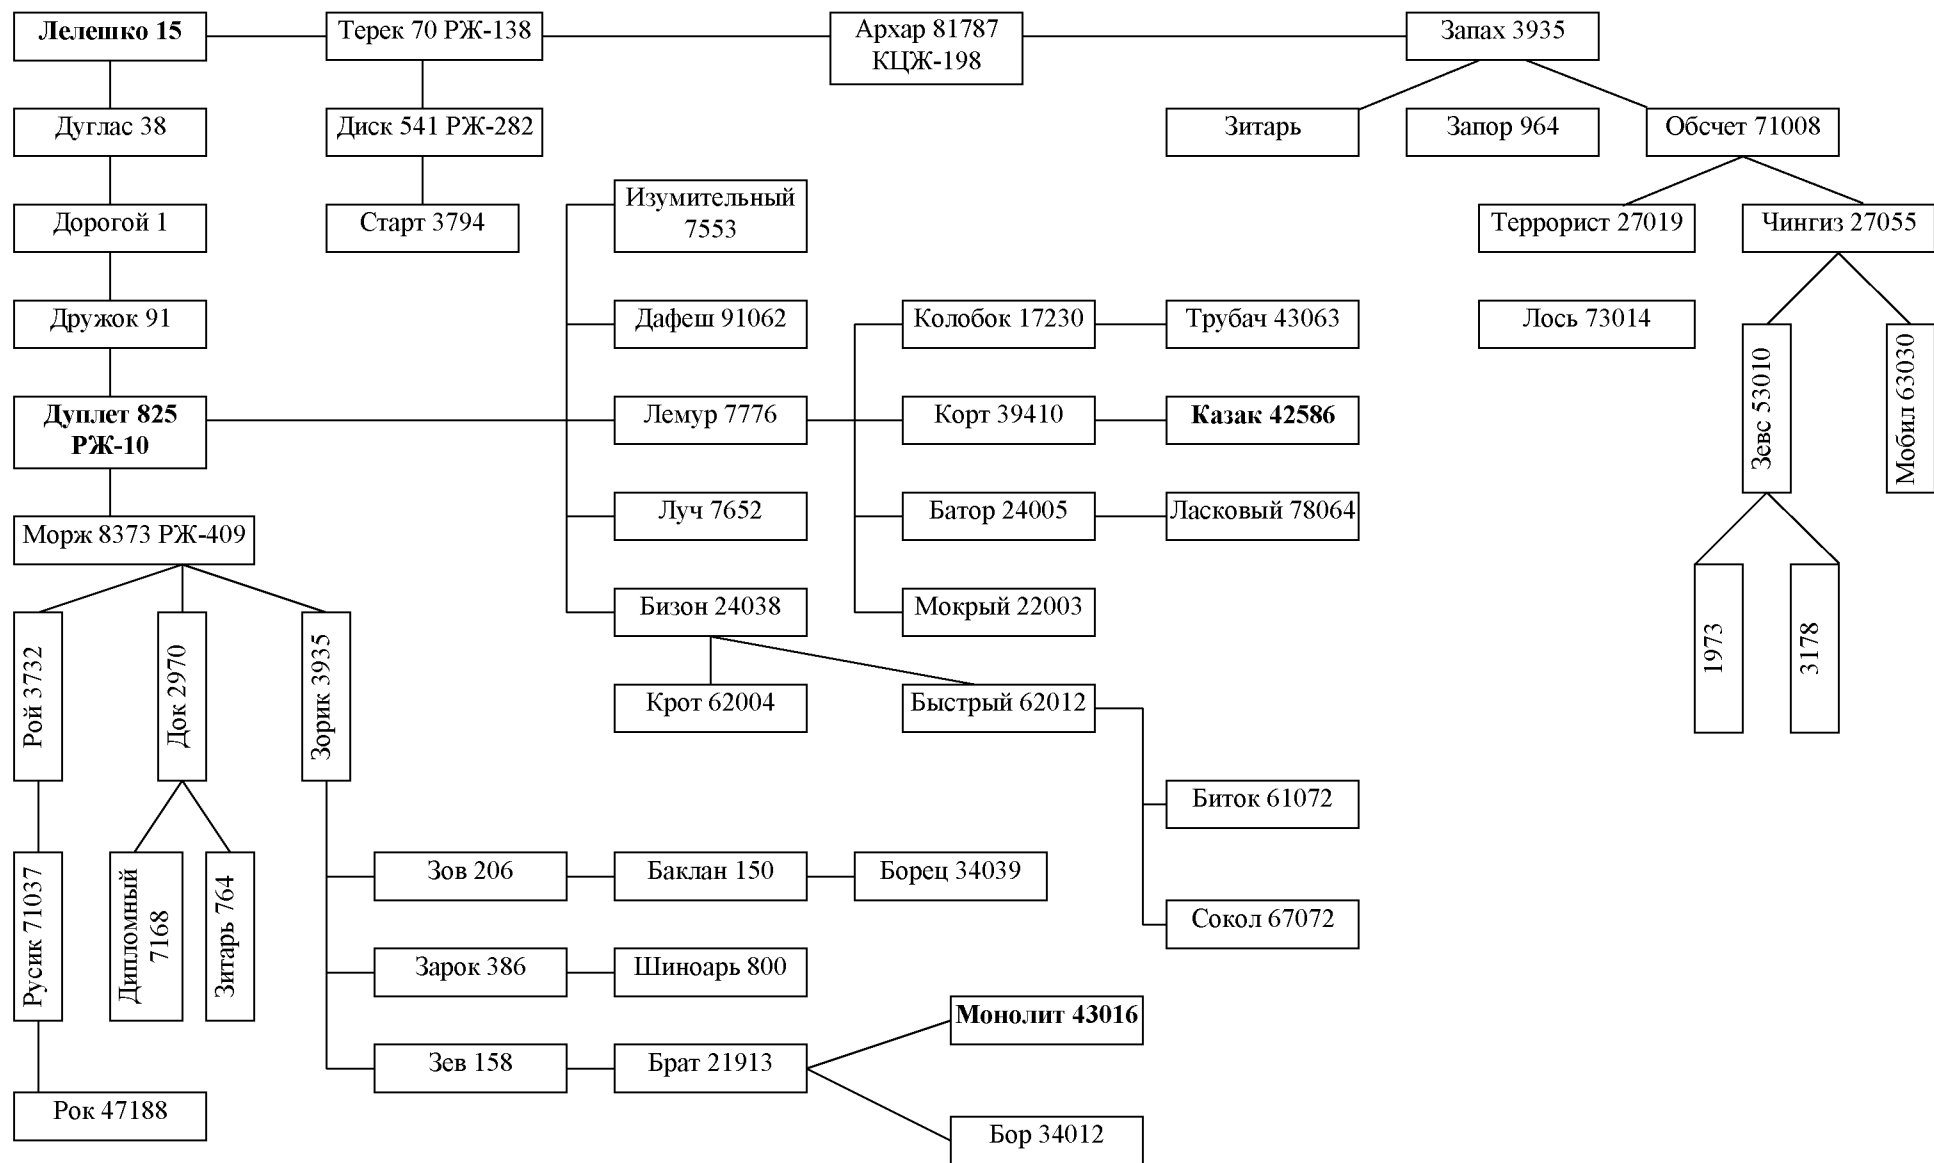 Лелешко 15
Терек 70 РЖ-138
Архар 81787
КЦЖ-198
Запах 3935
Дуглас 38
Диск 541 РЖ-282
Зитарь
Запор 964
Обсчет 71008
Изумительный
7553
Дорогой 1
Старт 3794
Террорист 27019
Чингиз 27055
Дружок 91
Дафеш 91062
Колобок 17230
Трубач 43063
Лось 73014
Зевс 53010
Мобил 63030
Дуплет 825
РЖ-10
Лемур 7776
Корт 39410
Казак 42586
Луч 7652
Батор 24005
Ласковый 78064
Морж 8373 РЖ-409
Бизон 24038
Мокрый 22003
1973
3178
Рой 3732
Док 2970
Зорик 3935
Крот 62004
Быстрый 62012
Биток 61072
Русик 71037
Дипломный
7168
Зитарь 764
Зов 206
Баклан 150
Борец 34039
Сокол 67072
Зарок 386
Шиноарь 800
Монолит 43016
Зев 158
Брат 21913
Рок 47188
Бор 34012